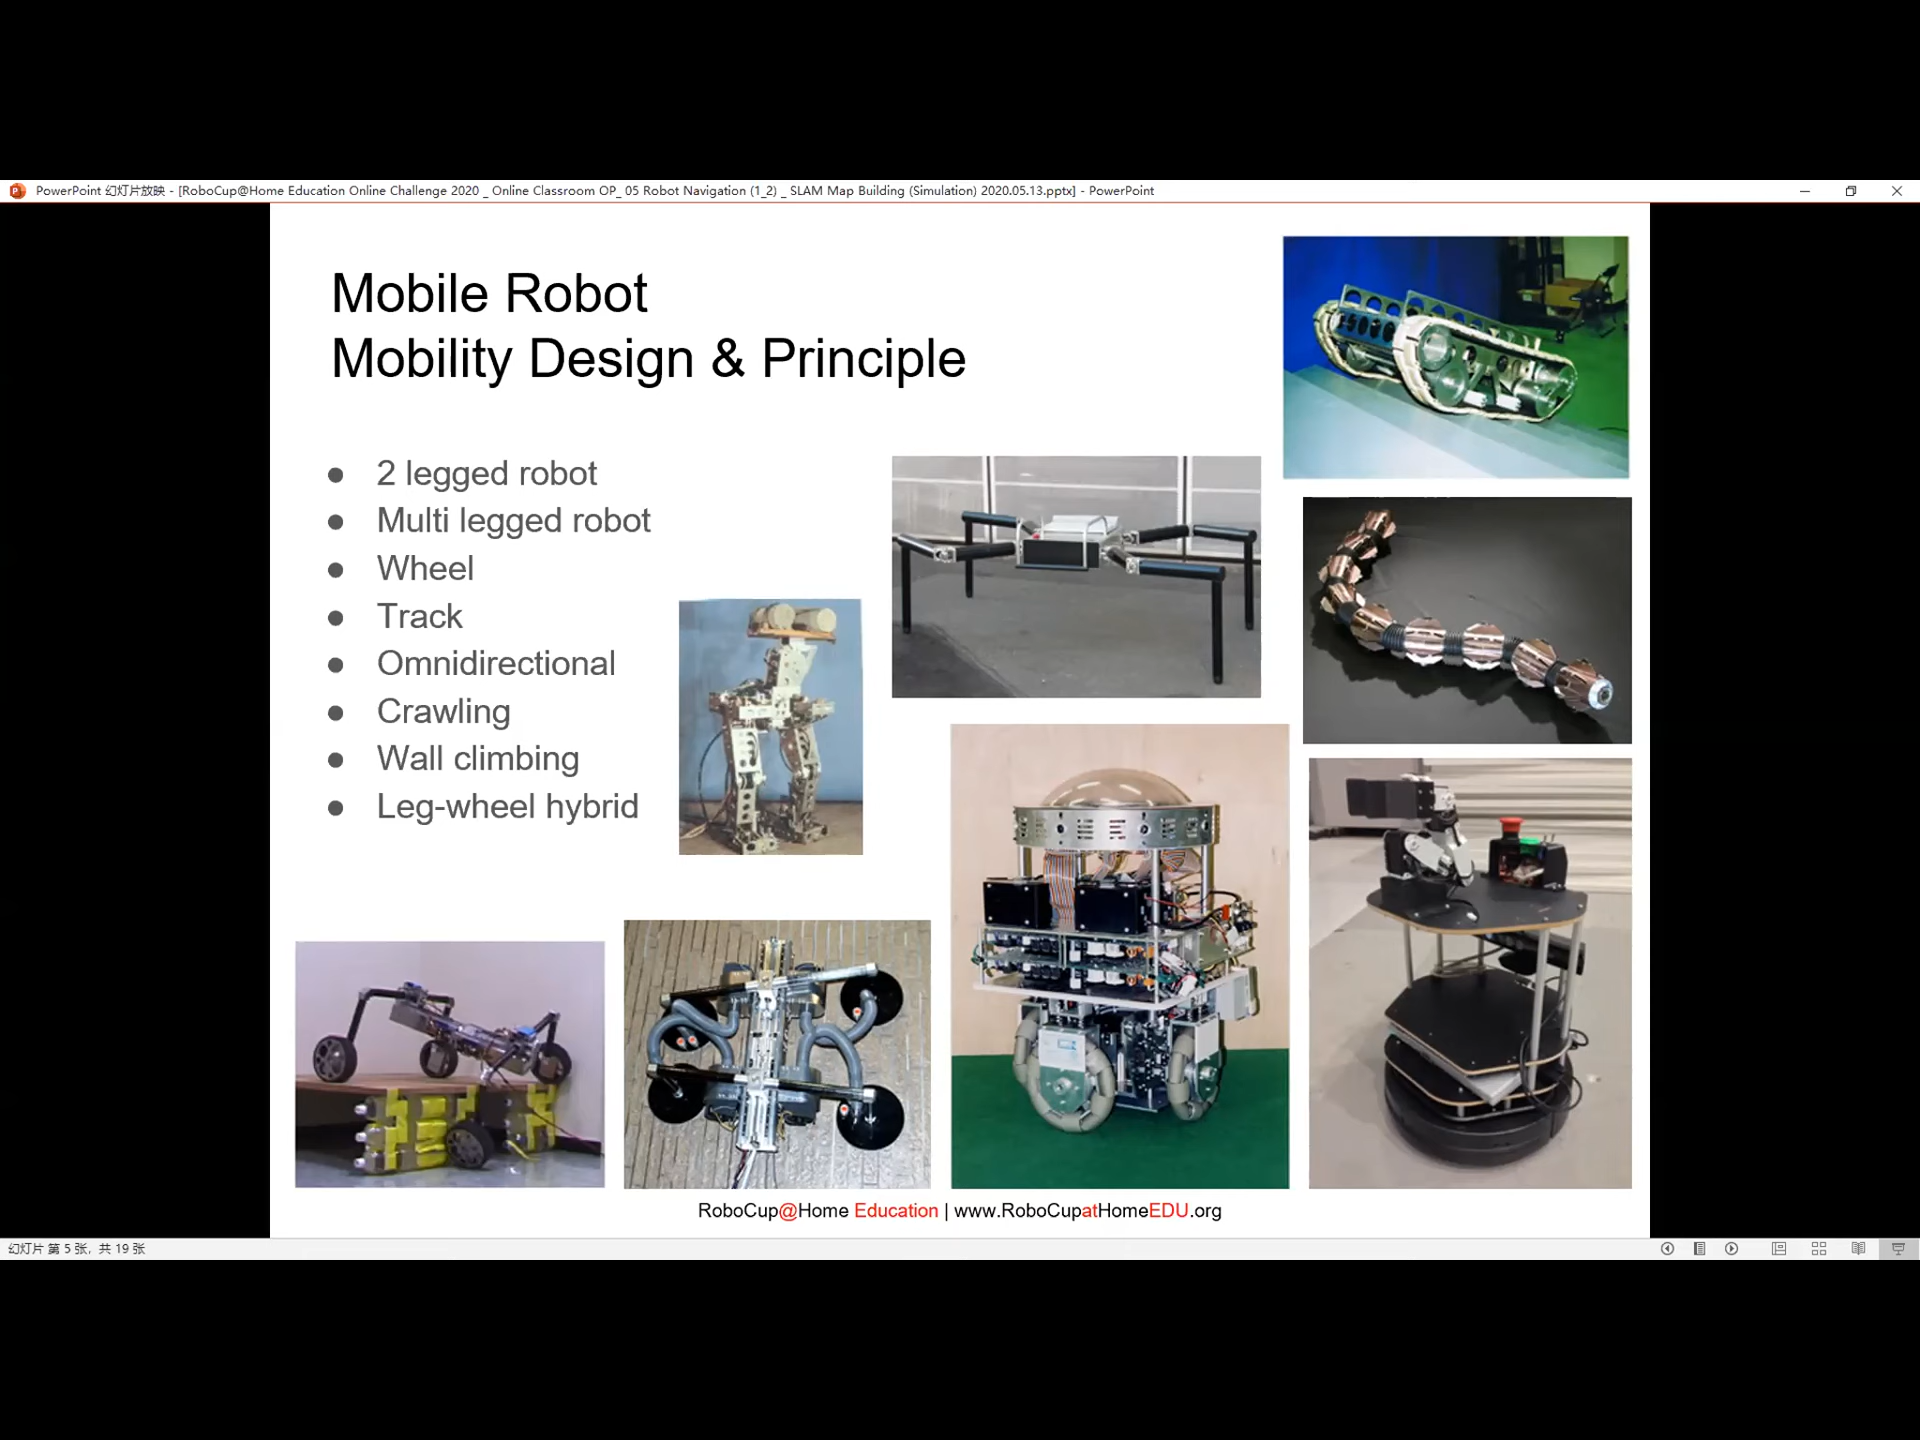 PowerPoint 幻灯片放映 - [RoboCup@Home Education Online Challenge 2020 _ Online Classroom OP_ 05 Robot Navigation (1_2) _ SLAM Map Building (Simulation) 2020.05.13.pptx] - PowerPoint
Mobile Robot
Mobility Design & Principle
● 2 legged robot
● Multi legged robot
● Wheel
● Track
● Omnidirectional
● Crawling
● Wall climbing
● Leg-wheel hybrid
RoboCup@Home Education | www.RoboCupatHomeEDU.org
幻灯片 第 5 张，共 19 张